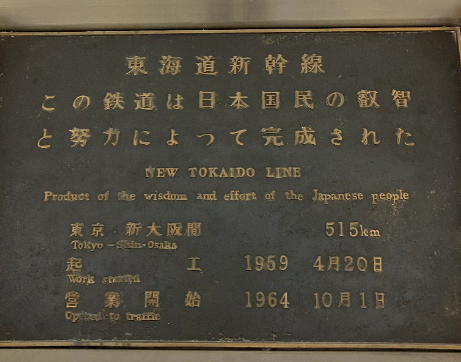 東海道新幹線
この鉄道は日本国民の叡智
と努力によって完成された
NEW TOKAIDO LINE
Product of the wisdom and effort of the Japanese people
東京 新大阪間 515km
Tokyo-Shin-Osaka
起工 1959 4月20日
Work started
営業開始 1964 10月1日
Opened to traffic